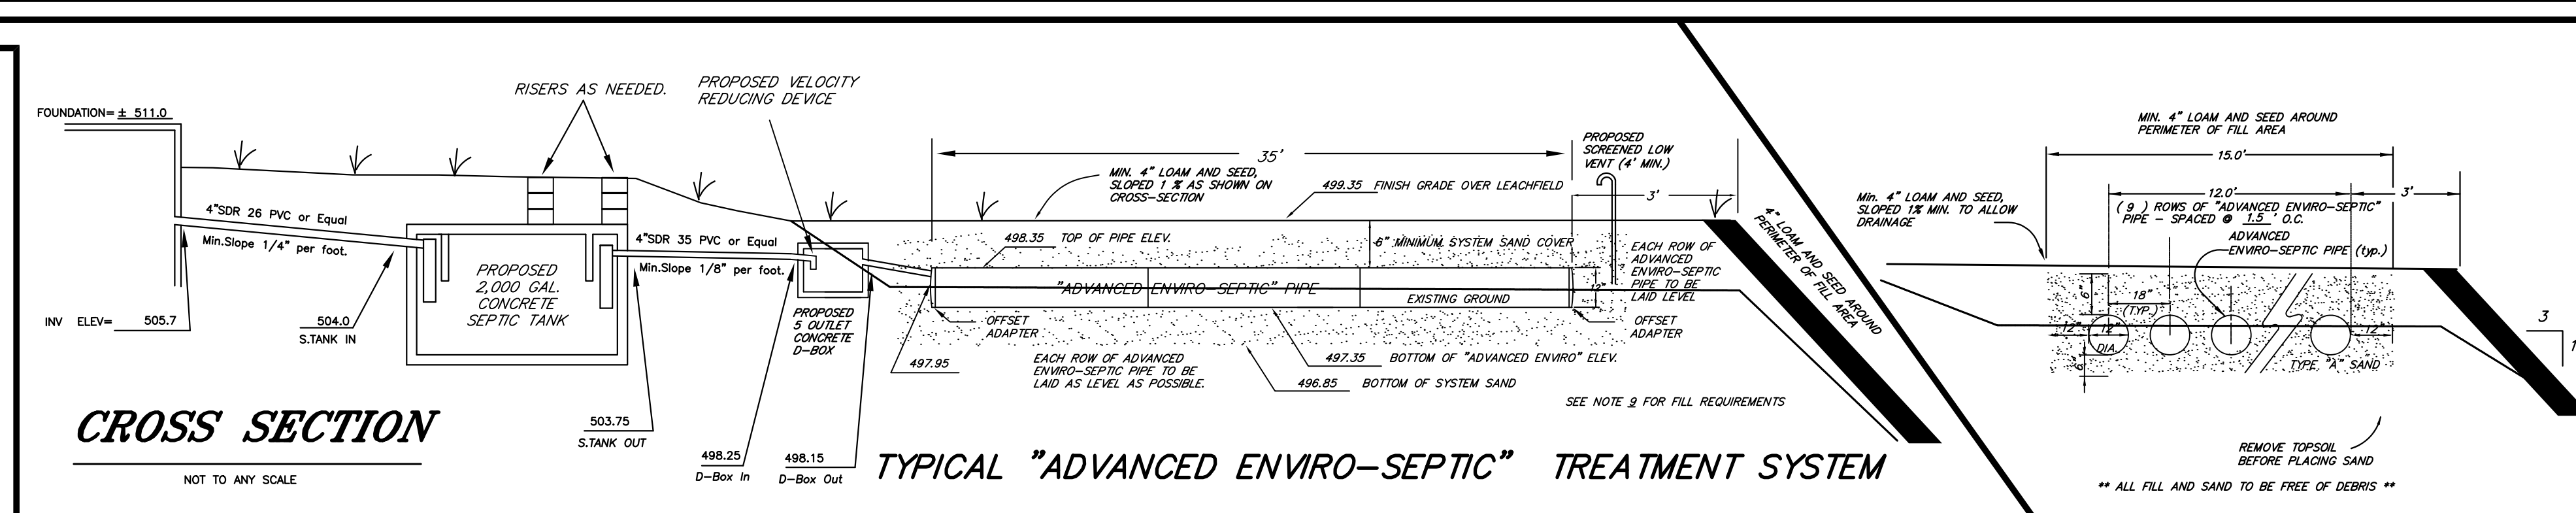 FOUNDATION= ± 511.0
RISERS AS NEEDED.
PROPOSED VELOCITY
REDUCING DEVICE
4"SDR 26 PVC or Equal
Min.Slope 1/4" per foot.
INV ELEV= 505.7
504.0
S.TANK IN
PROPOSED
2,000 GAL.
CONCRETE
SEPTIC TANK
4"SDR 35 PVC or Equal
Min.Slope 1/8" per foot.
503.75
S.TANK OUT
PROPOSED
5 OUTLET
CONCRETE
D-BOX
498.25
D-Box In
498.15
D-Box Out
CROSS SECTION
NOT TO ANY SCALE
35'
MIN. 4" LOAM AND SEED,
SLOPED 1 % AS SHOWN ON
CROSS-SECTION
499.35 FINISH GRADE OVER LEACHFIELD
PROPOSED
SCREENED LOW
VENT (4' MIN.)
3'
498.35 TOP OF PIPE ELEV.
6" MINIMUM SYSTEM SAND COVER
EACH ROW OF
ADVANCED
ENVIRO-SEPTIC
PIPE TO BE
LAID LEVEL
"ADVANCED ENVIRO-SEPTIC" PIPE
EXISTING GROUND
12"
OFFSET
ADAPTER
OFFSET
ADAPTER
497.95
EACH ROW OF ADVANCED
ENVIRO-SEPTIC PIPE TO BE
LAID AS LEVEL AS POSSIBLE.
497.35 BOTTOM OF "ADVANCED ENVIRO" ELEV.
496.85 BOTTOM OF SYSTEM SAND
SEE NOTE 9 FOR FILL REQUIREMENTS
4" LOAM AND SEED AROUND
PERIMETER OF FILL AREA
TYPICAL "ADVANCED ENVIRO-SEPTIC" TREATMENT SYSTEM
MIN. 4" LOAM AND SEED AROUND
PERIMETER OF FILL AREA
15.0'
Min. 4" LOAM AND SEED,
SLOPED 1% MIN. TO ALLOW
DRAINAGE
12.0'
3'
( 9 ) ROWS OF "ADVANCED ENVIRO-SEPTIC"
PIPE - SPACED @ 1.5 ' O.C.
ADVANCED
ENVIRO-SEPTIC PIPE (typ.)
6"
18"
(TYP.)
12"
12"
DIA.
12"
6"
TYPE "A" SAND
3
1
REMOVE TOPSOIL
BEFORE PLACING SAND
** ALL FILL AND SAND TO BE FREE OF DEBRIS **